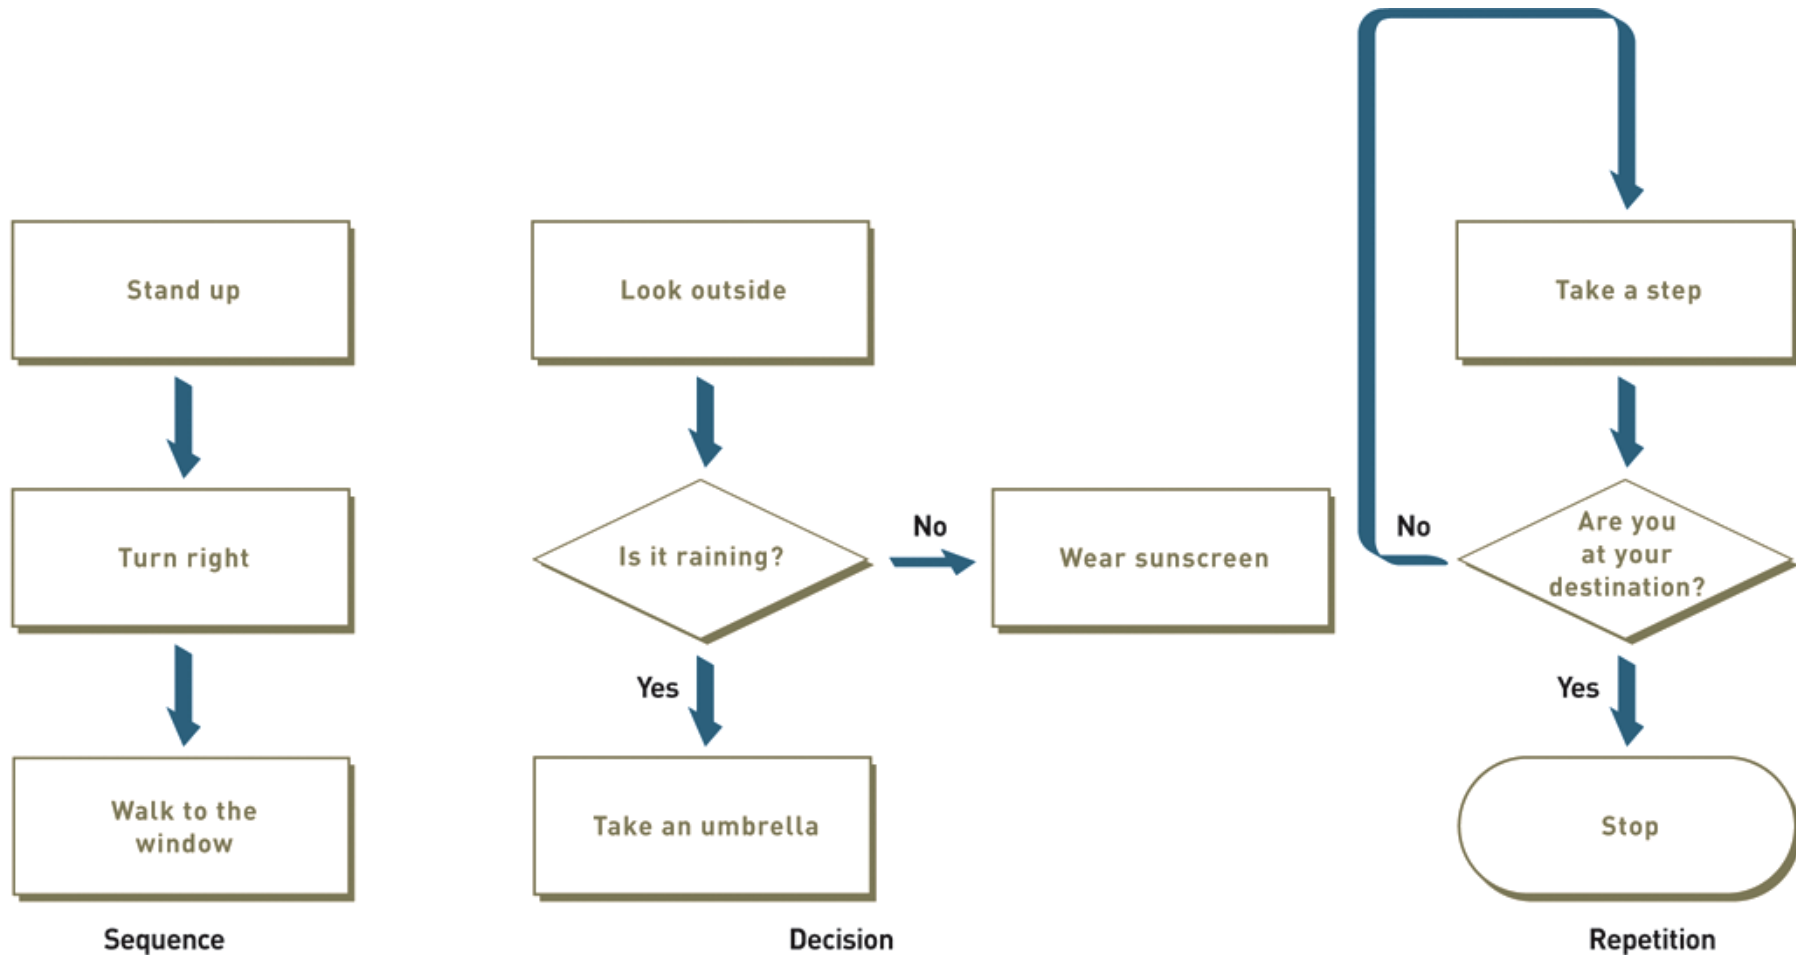 Stand up
Turn right
Walk to the
window
Sequence
Look outside
Is it raining?
No
Wear sunscreen
Yes
Take an umbrella
Decision
Take a step
Are you
at your
destination?
No
Yes
Stop
Repetition